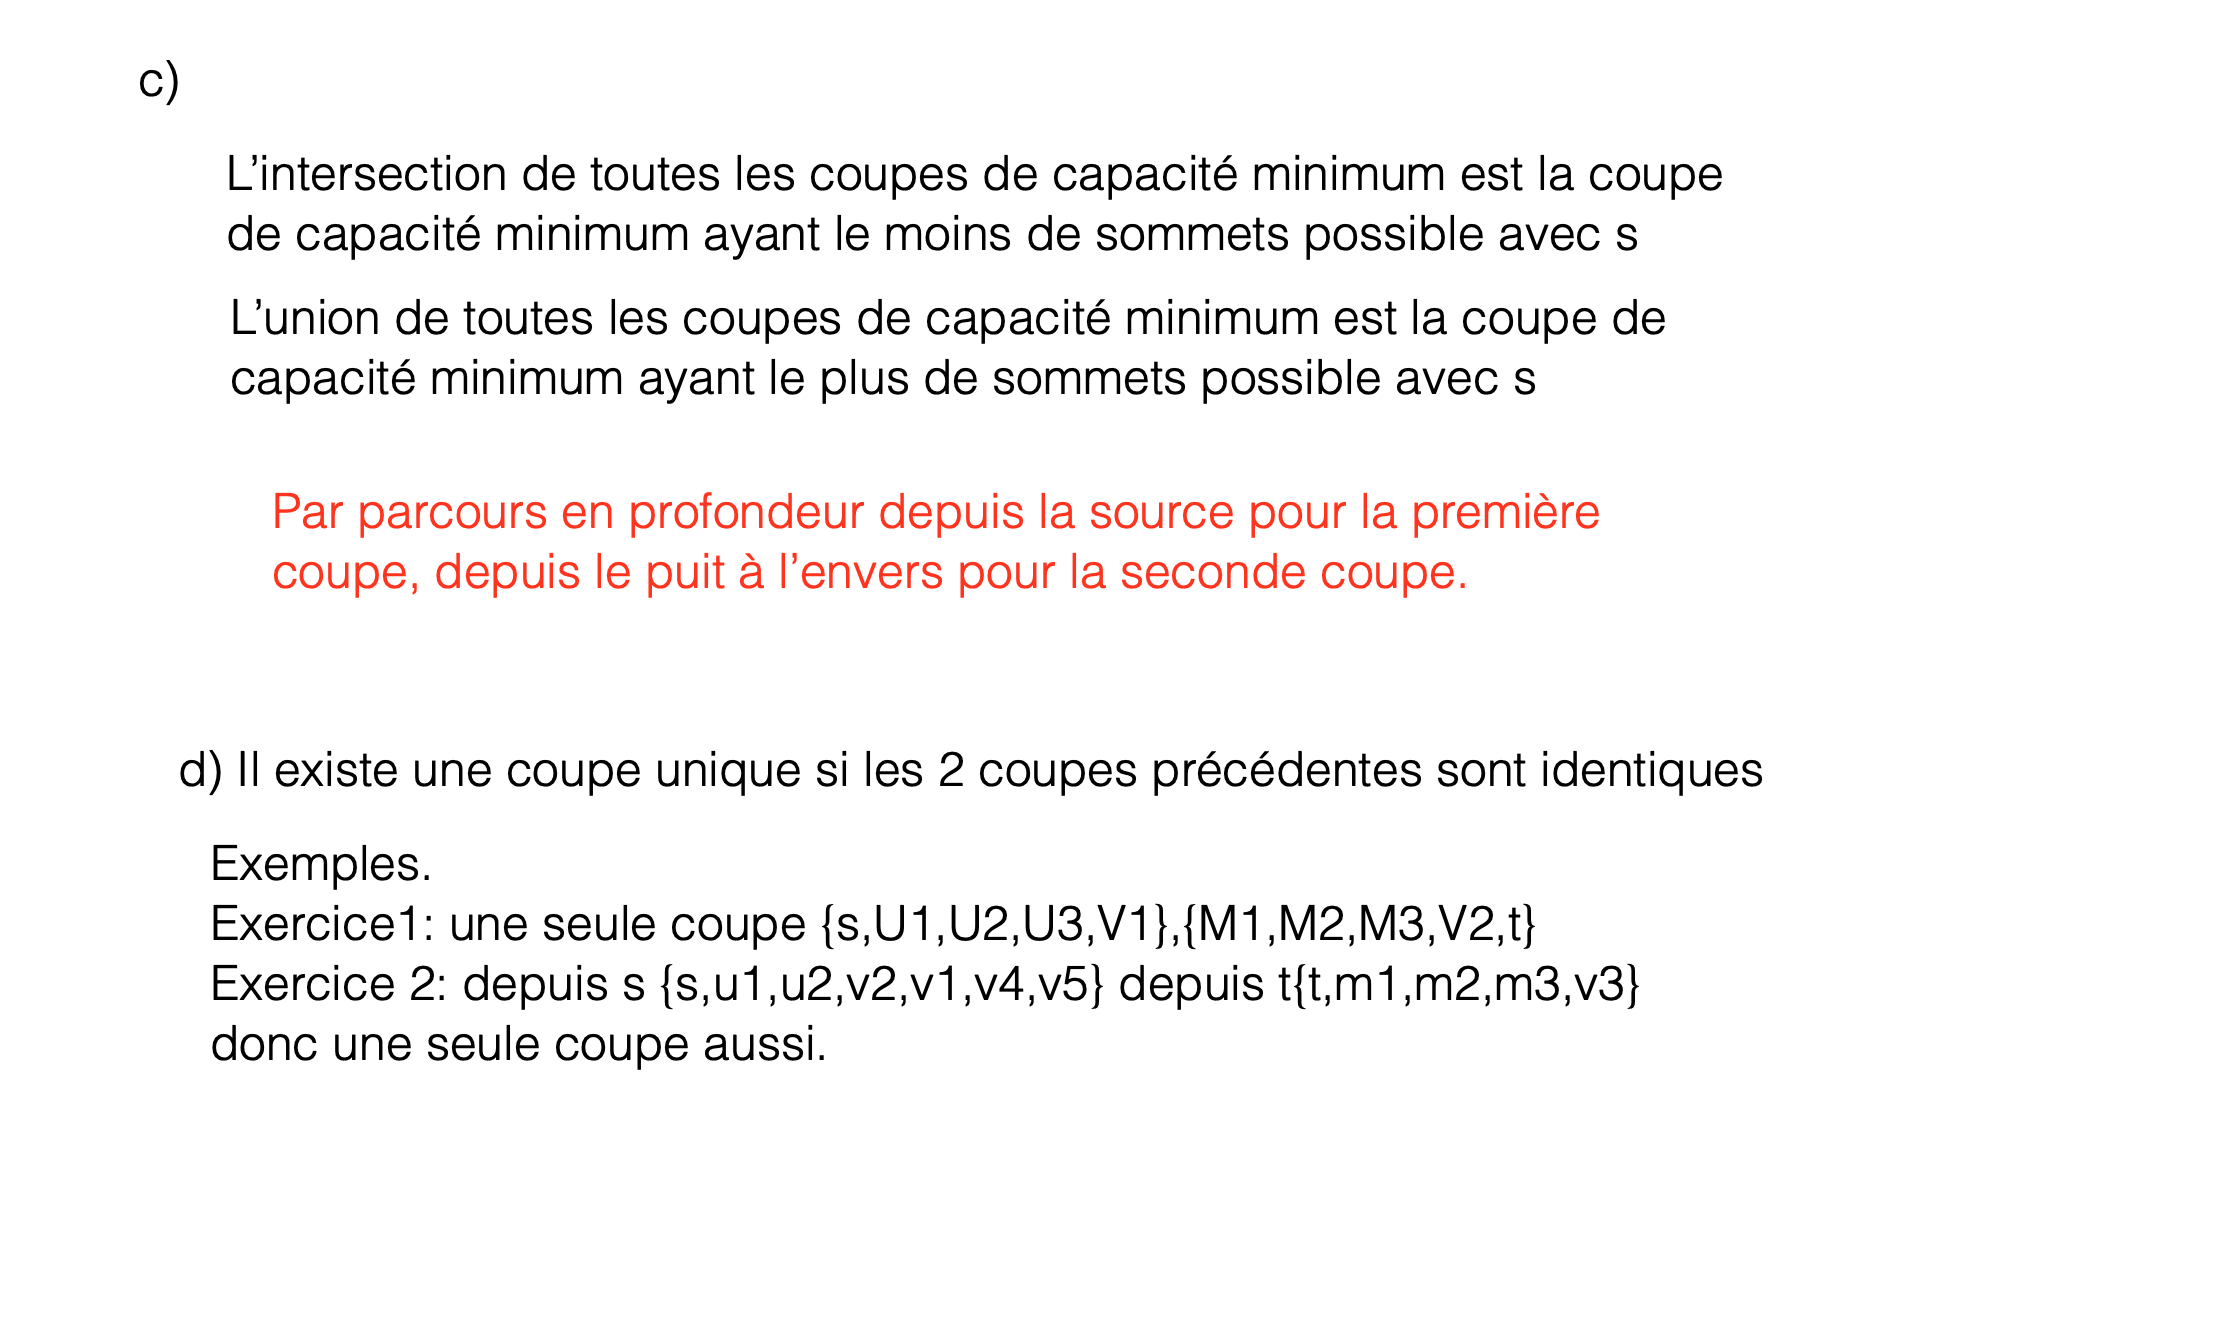 c)
L’intersection de toutes les coupes de capacité minimum est la coupe
de capacité minimum ayant le moins de sommets possible avec s
L’union de toutes les coupes de capacité minimum est la coupe de
capacité minimum ayant le plus de sommets possible avec s
Par parcours en profondeur depuis la source pour la première
coupe, depuis le puit à l’envers pour la seconde coupe.
d) Il existe une coupe unique si les 2 coupes précédentes sont identiques
Exemples.
Exercice1: une seule coupe {s,U1,U2,U3,V1},{M1,M2,M3,V2,t}
Exercice 2: depuis s {s,u1,u2,v2,v1,v4,v5} depuis t{t,m1,m2,m3,v3}
donc une seule coupe aussi.